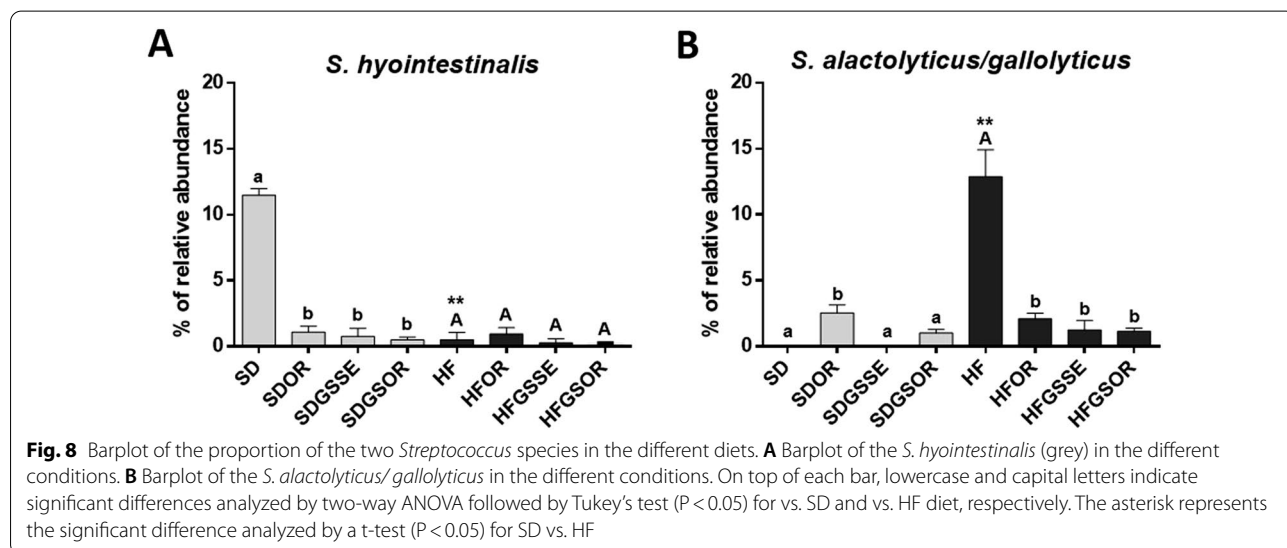 A
S. hyointestinalis
% of relative abundance
20
15
10
5
0
a
b
b
b
**
A
A
A
A
SD
SDOR
SDGSSE
SDGSOR
HF
HFOR
HFGSSE
HFGSOR
B
S. alactolyticus/gallolyticus
% of relative abundance
20
15
10
5
0
a
b
a
a
**
A
b
b
b
SD
SDOR
SDGSSE
SDGSOR
HF
HFOR
HFGSSE
HFGSOR
Fig. 8 Barplot of the proportion of the two Streptococcus species in the different diets. A Barplot of the S. hyointestinalis (grey) in the different
conditions. B Barplot of the S. alactolyticus/ gallolyticus in the different conditions. On top of each bar, lowercase and capital letters indicate
significant differences analyzed by two-way ANOVA followed by Tukey's test (P < 0.05) for vs. SD and vs. HF diet, respectively. The asterisk represents
the significant difference analyzed by a t-test (P < 0.05) for SD vs. HF